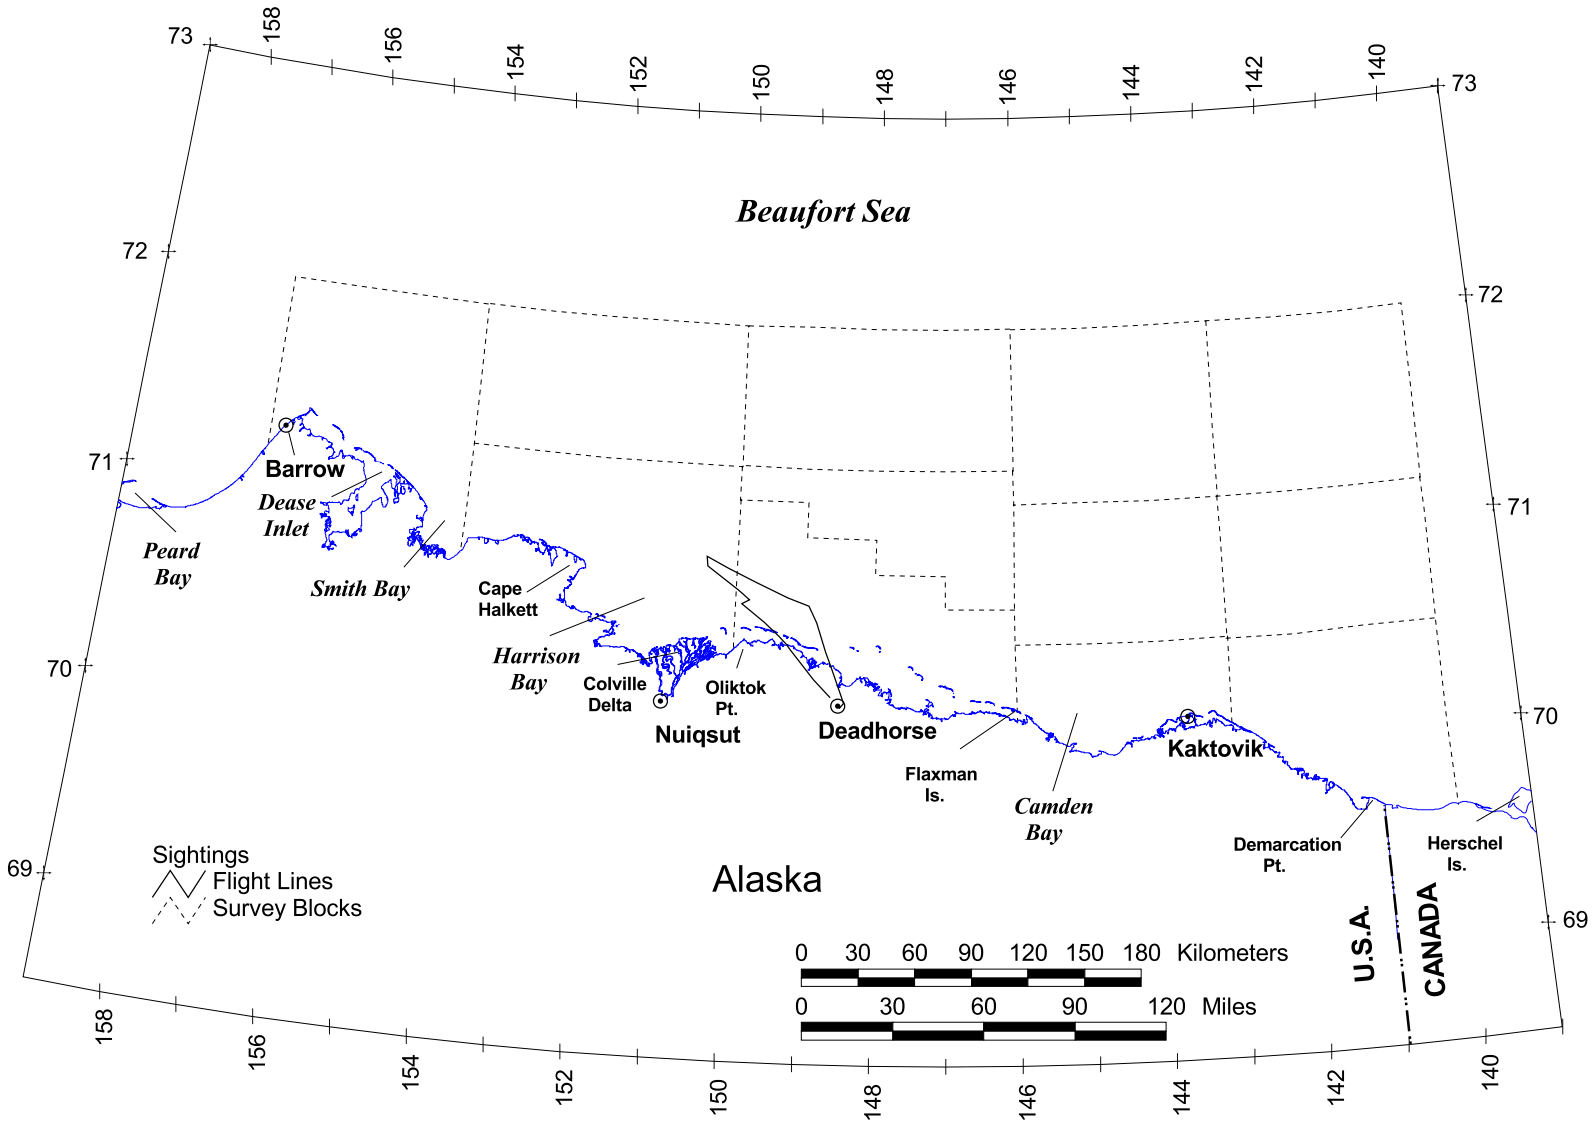 158
156
154
152
150
148
146
144
142
140
73
73
Beaufort Sea
72
72
71
71
Barrow
Dease
Inlet
Peard
Bay
Smith Bay
Cape
Halkett
Harrison
Bay
Colville
Delta
Oliktok
Pt.
Nuiqsut
Deadhorse
Flaxman
Is.
Camden
Bay
Kaktovik
70
70
Demarcation
Pt.
Herschel
Is.
69
69
Sightings
Flight Lines
Survey Blocks
Alaska
U.S.A.
CANADA
0 30 60 90 120 150 180 Kilometers
0 30 60 90 120 Miles
158
156
154
152
150
148
146
144
142
140